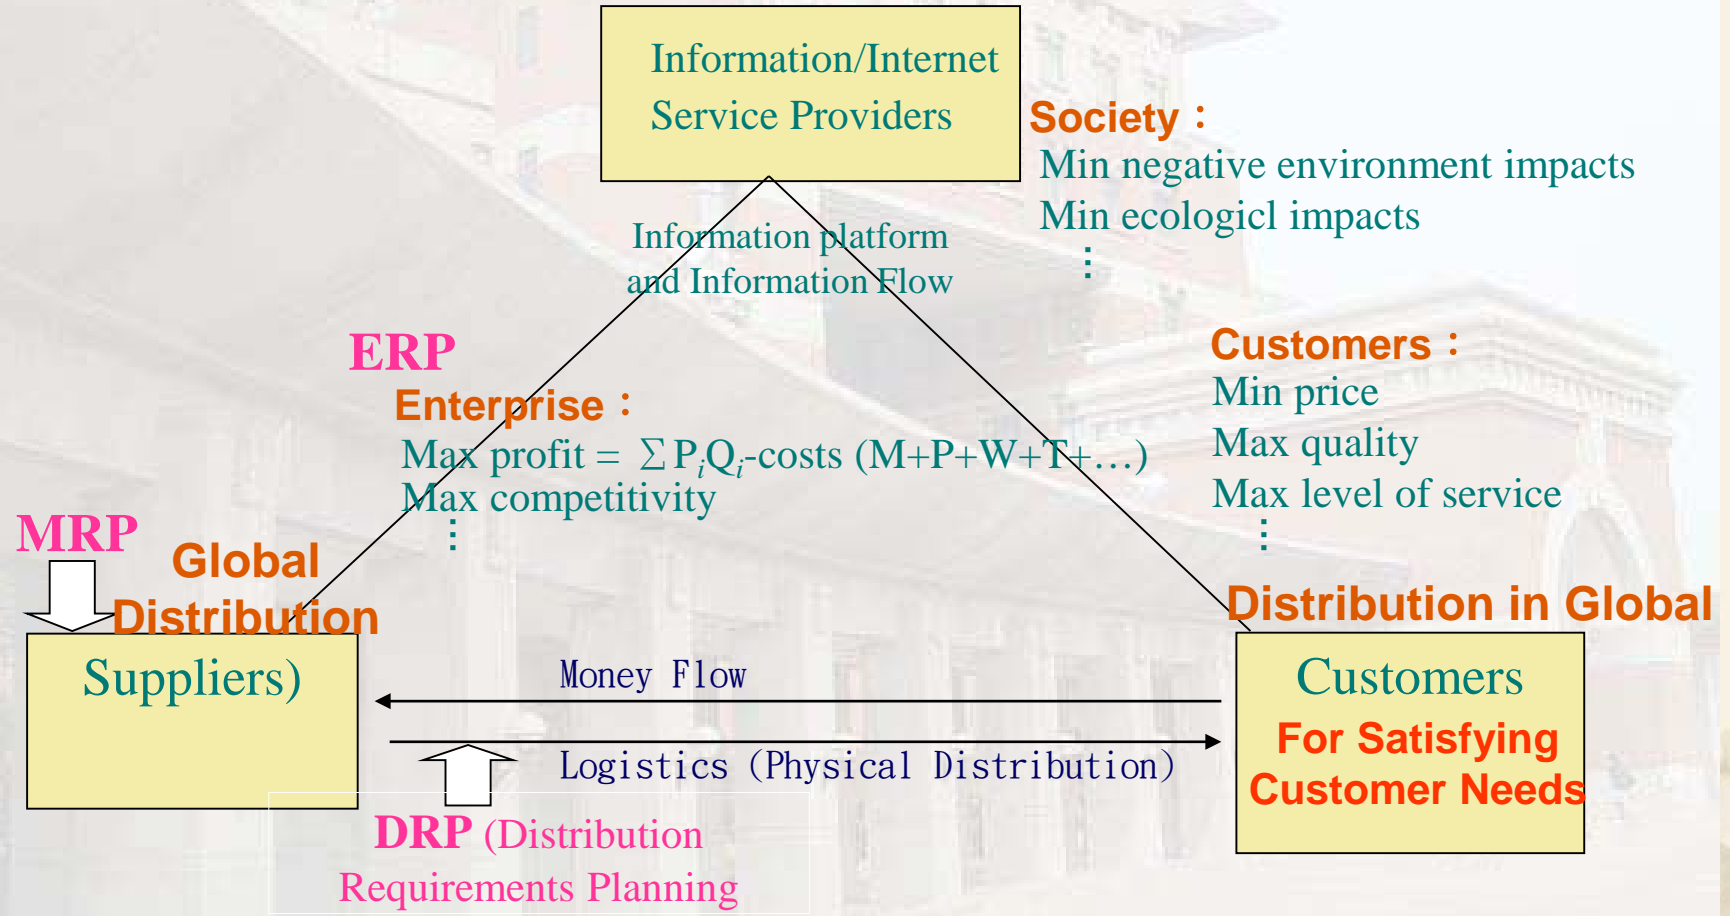 Information/Internet
Service Providers
Society：
Min negative environment impacts
Min ecologicl impacts
⋮
Information platform
and Information Flow
ERP
Enterprise：
Max profit = ΣPᵢQᵢ-costs (M+P+W+T+…)
Max competitivity
⋮
Customers：
Min price
Max quality
Max level of service
⋮
MRP
Global
Distribution
Suppliers)
Distribution in Global
Customers
For Satisfying
Customer Needs
Money Flow
Logistics (Physical Distribution)
DRP (Distribution
Requirements Planning